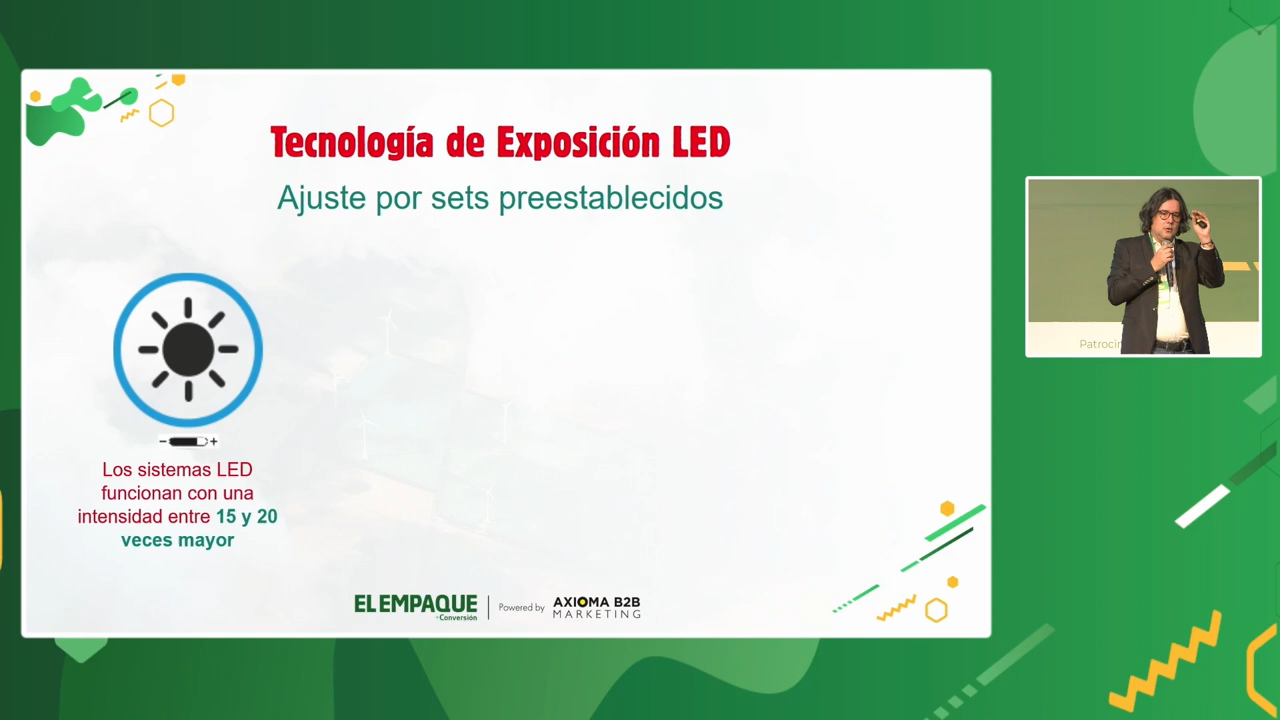 Tecnología de Exposición LED
Ajuste por sets preestablecidos
Los sistemas LED
funcionan con una
intensidad entre 15 y 20
veces mayor
EL EMPAQUE
+Conversión
Powered by
AXIOMA B2B
MARKETING